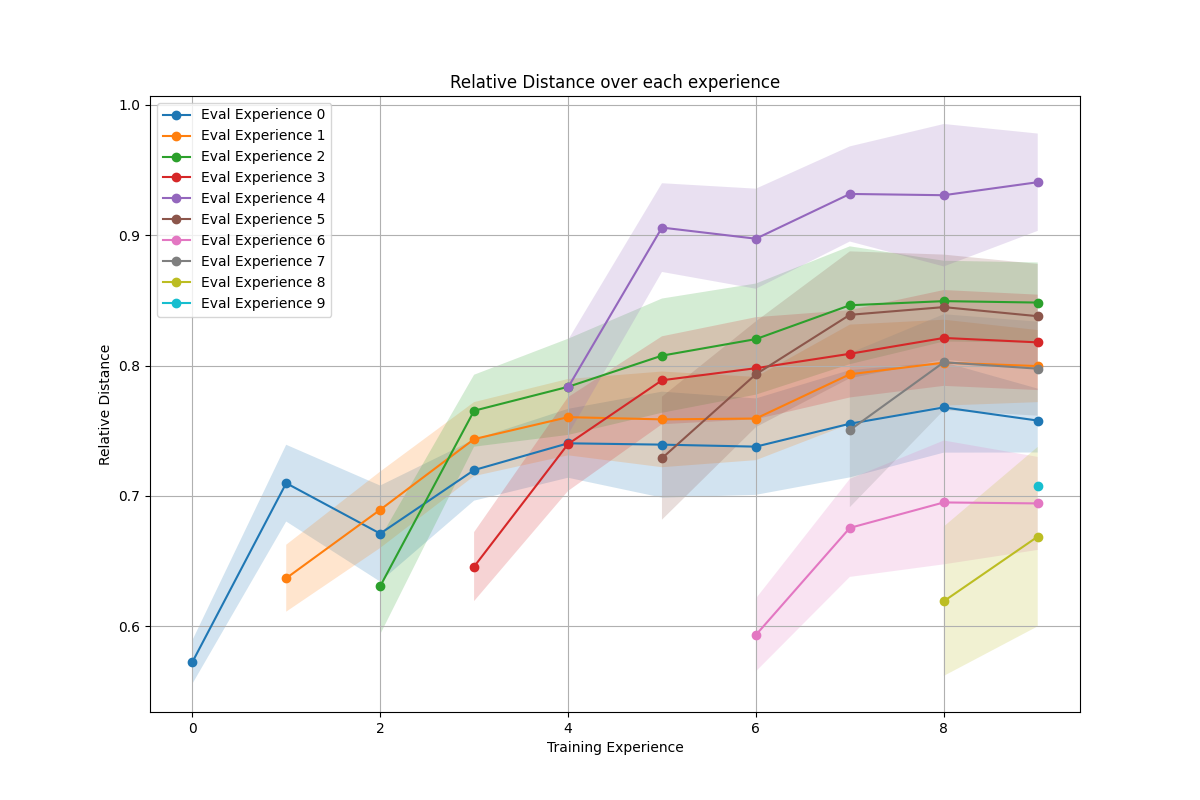 Relative Distance over each experience
1.0
0.9
0.8
0.7
0.6
Relative Distance
Eval Experience 0
Eval Experience 1
Eval Experience 2
Eval Experience 3
Eval Experience 4
Eval Experience 5
Eval Experience 6
Eval Experience 7
Eval Experience 8
Eval Experience 9
0 2 4 6 8
Training Experience